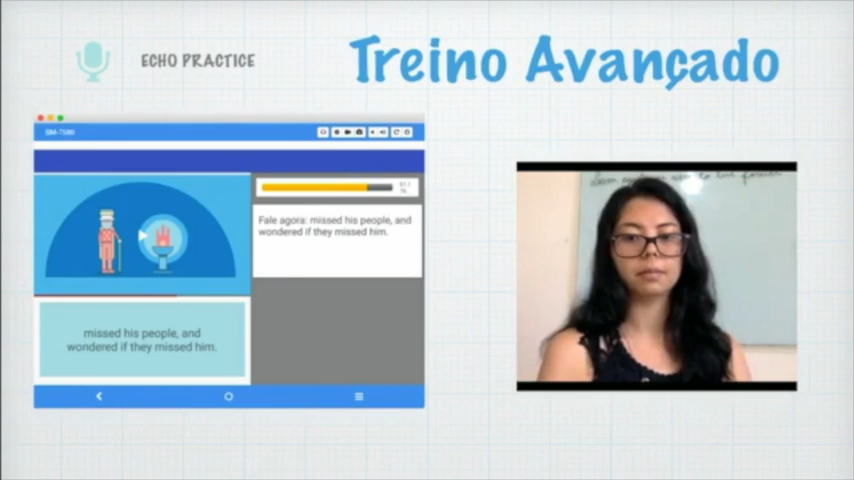 ECHO PRACTICE
Treino Avançado
Fale agora: missed his people, and
wondered if they missed him.
missed his people, and
wondered if they missed him.